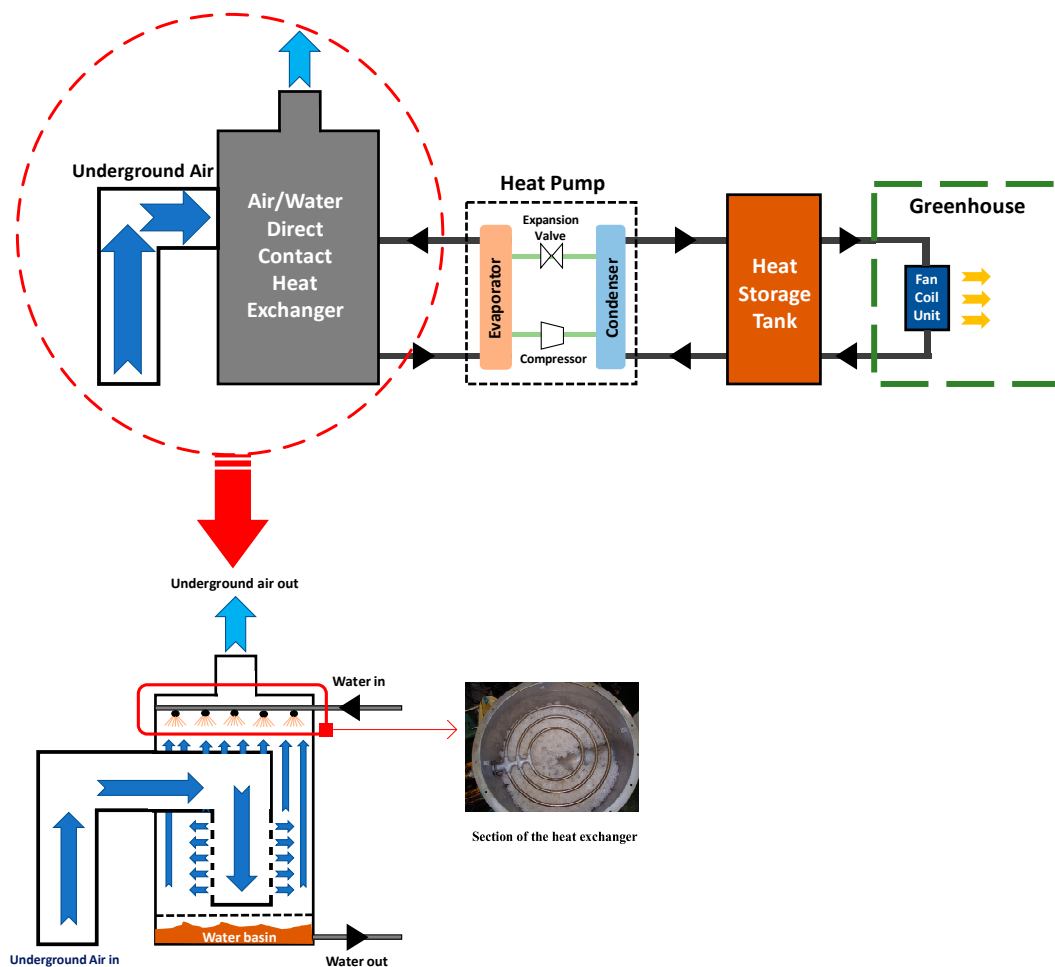 Underground Air
Air/Water
Direct
Contact
Heat
Exchanger
Heat Pump
Expansion
Valve
Evaporator
Condenser
Compressor
Heat
Storage
Tank
Greenhouse
Fan
Coil
Unit
Underground air out
Water in
Section of the heat exchanger
Water basin
Underground Air in
Water out